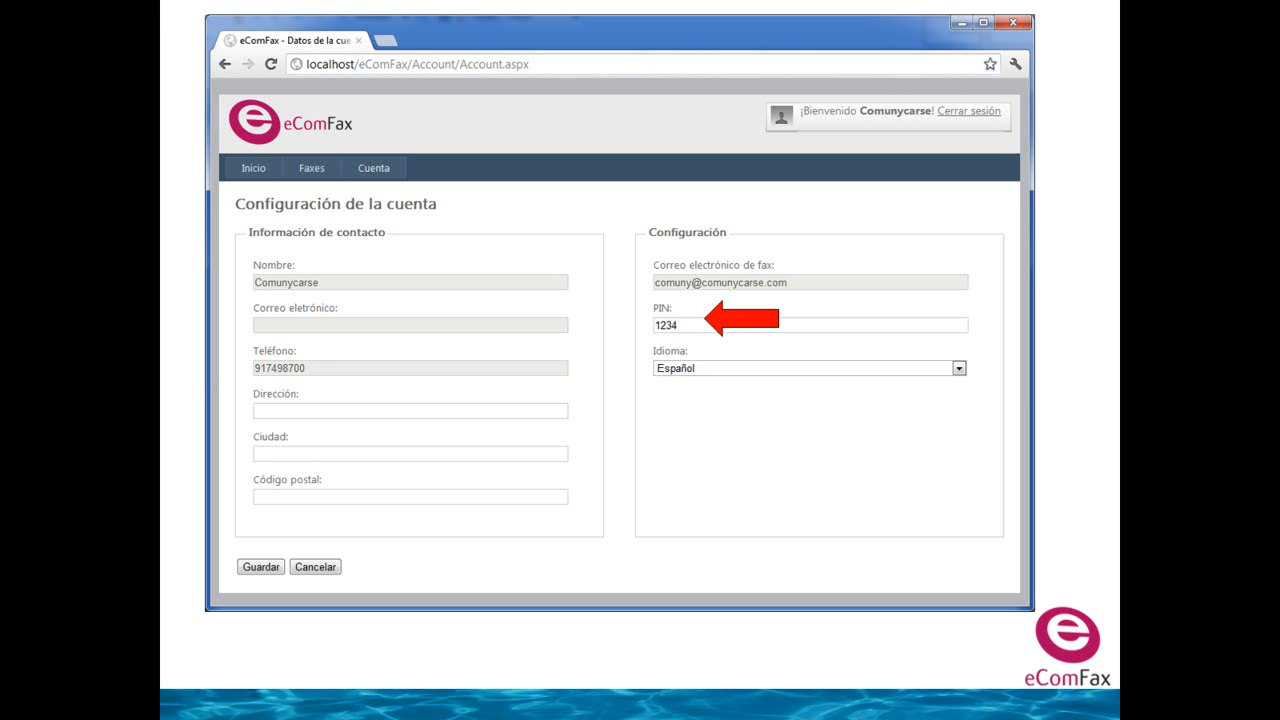 eComFax - Datos de la cue
localhost/eComFax/Account/Account.aspx
eComFax
¡Bienvenido Comunycarse! Cerrar sesión
Inicio Faxes Cuenta
Configuración de la cuenta
Información de contacto
Nombre:
Comunycarse
Correo eletrónico:
Teléfono:
917498700
Dirección:
Ciudad:
Código postal:
Configuración
Correo electrónico de fax:
comuny@comunycarse.com
PIN:
1234
Idioma:
Español
Guardar Cancelar
eComFax